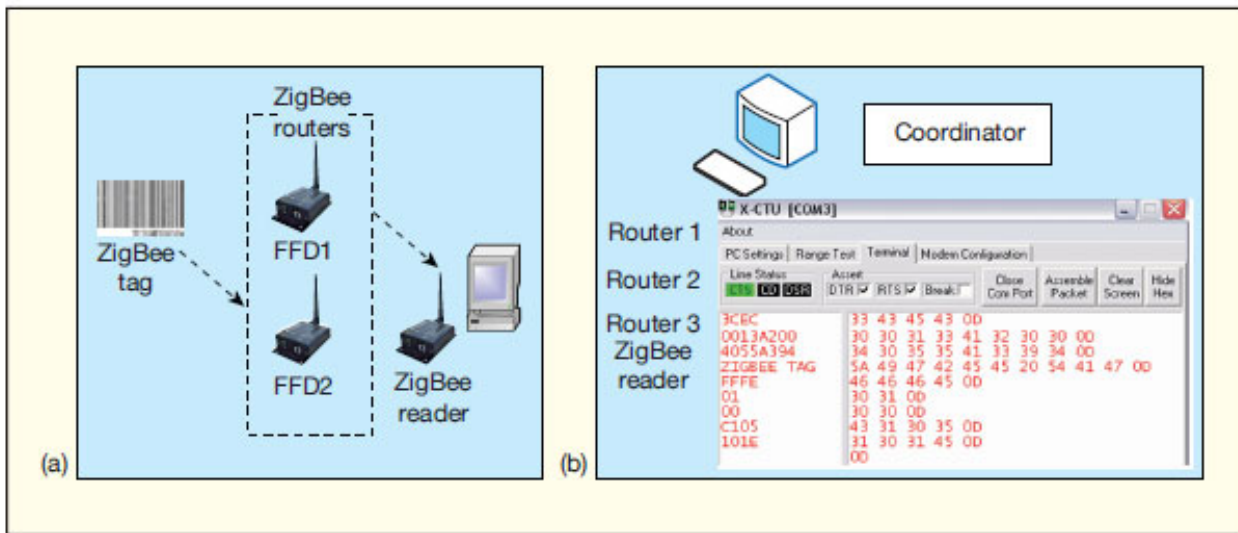 ZigBee
routers
ZigBee
tag
FFD1
FFD2
ZigBee
reader
(a)
Coordinator
Router 1
Router 2
Router 3
ZigBee
reader
X-CTU [COM3]
About
PC Settings Range Test Terminal Modem Configuration
Line Status
CTS CD DSR
Assert
DTR RTS Break
Close
Com Port
Assemble
Packet
Clear
Screen
Hide
Hex
3CEC 33 43 45 43 0D
0013A200 30 30 31 33 41 32 30 30 0D
4055A394 34 30 35 35 41 33 39 34 0D
ZIGBEE TAG 5A 49 47 42 45 45 20 54 41 47 0D
FFFE 46 46 46 45 0D
01 30 31 0D
00 30 30 0D
C105 43 31 30 35 0D
101E 31 30 31 45 0D
0D
(b)